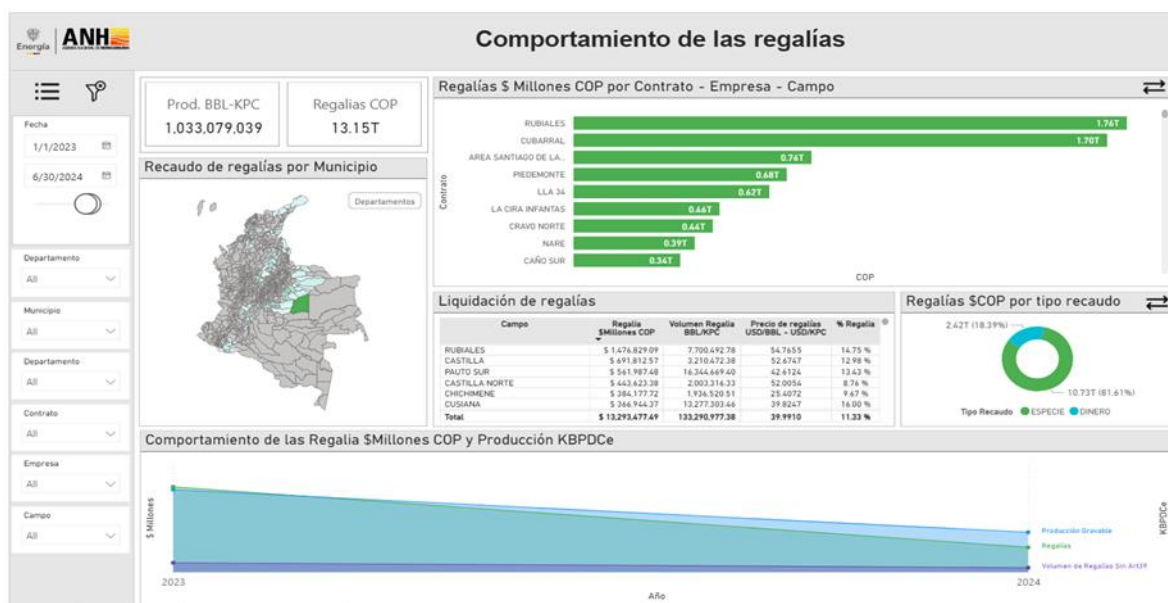 Energía
ANH
Comportamiento de las regalías
Fecha
1/1/2023
6/30/2024
Departamento
All
Municipio
All
Departamento
All
Contrato
All
Empresa
All
Campo
All
Prod. BBL-KPC
1,033,079,039
Regalias COP
13.15T
Recaudo de regalías por Municipio
Departamentos
Regalías $ Millones COP por Contrato - Empresa - Campo
Contrato
RUBIALES 1.76T
CUBARRAL 1.70T
AREA SANTIAGO DE LA... 0.76T
PIEDEMONTE 0.68T
LLA 34 0.62T
LA CIRA INFANTAS 0.46T
CRAVO NORTE 0.44T
NARE 0.39T
CAÑO SUR 0.34T
COP
Liquidación de regalías
Campo Regalia $Millones COP Volumen Regalia BBL/KPC Precio de regalías USD/BBL - USD/KPC % Regalia
RUBIALES $ 1,476,829.09 7,700,492.78 54.7655 14.75 %
CASTILLA $ 691,812.57 3,210,472.38 52.6747 12.98 %
PAUTO SUR $ 561,987.48 16,344,669.40 42.6124 13.43 %
CASTILLA NORTE $ 443,623.38 2,003,316.33 52.0054 8.76 %
CHICHIMENE $ 384,177.72 1,936,520.51 25.4072 9.67 %
CUSIANA $ 366,944.37 13,277,303.46 39.8247 16.00 %
Total $ 13,293,477.49 133,290,977.38 39.9910 11.33 %
Regalías $COP por tipo recaudo
2.42T (18.39%)
10.73T (81.61%)
Tipo Recaudo ESPECIE DINERO
Comportamiento de las Regalia $Millones COP y Producción KBPDCe
$ Millones
KBPDCe
Producción Gravable
Regalías
Volumen de Regalías Sin Art39
2023 2024
Año